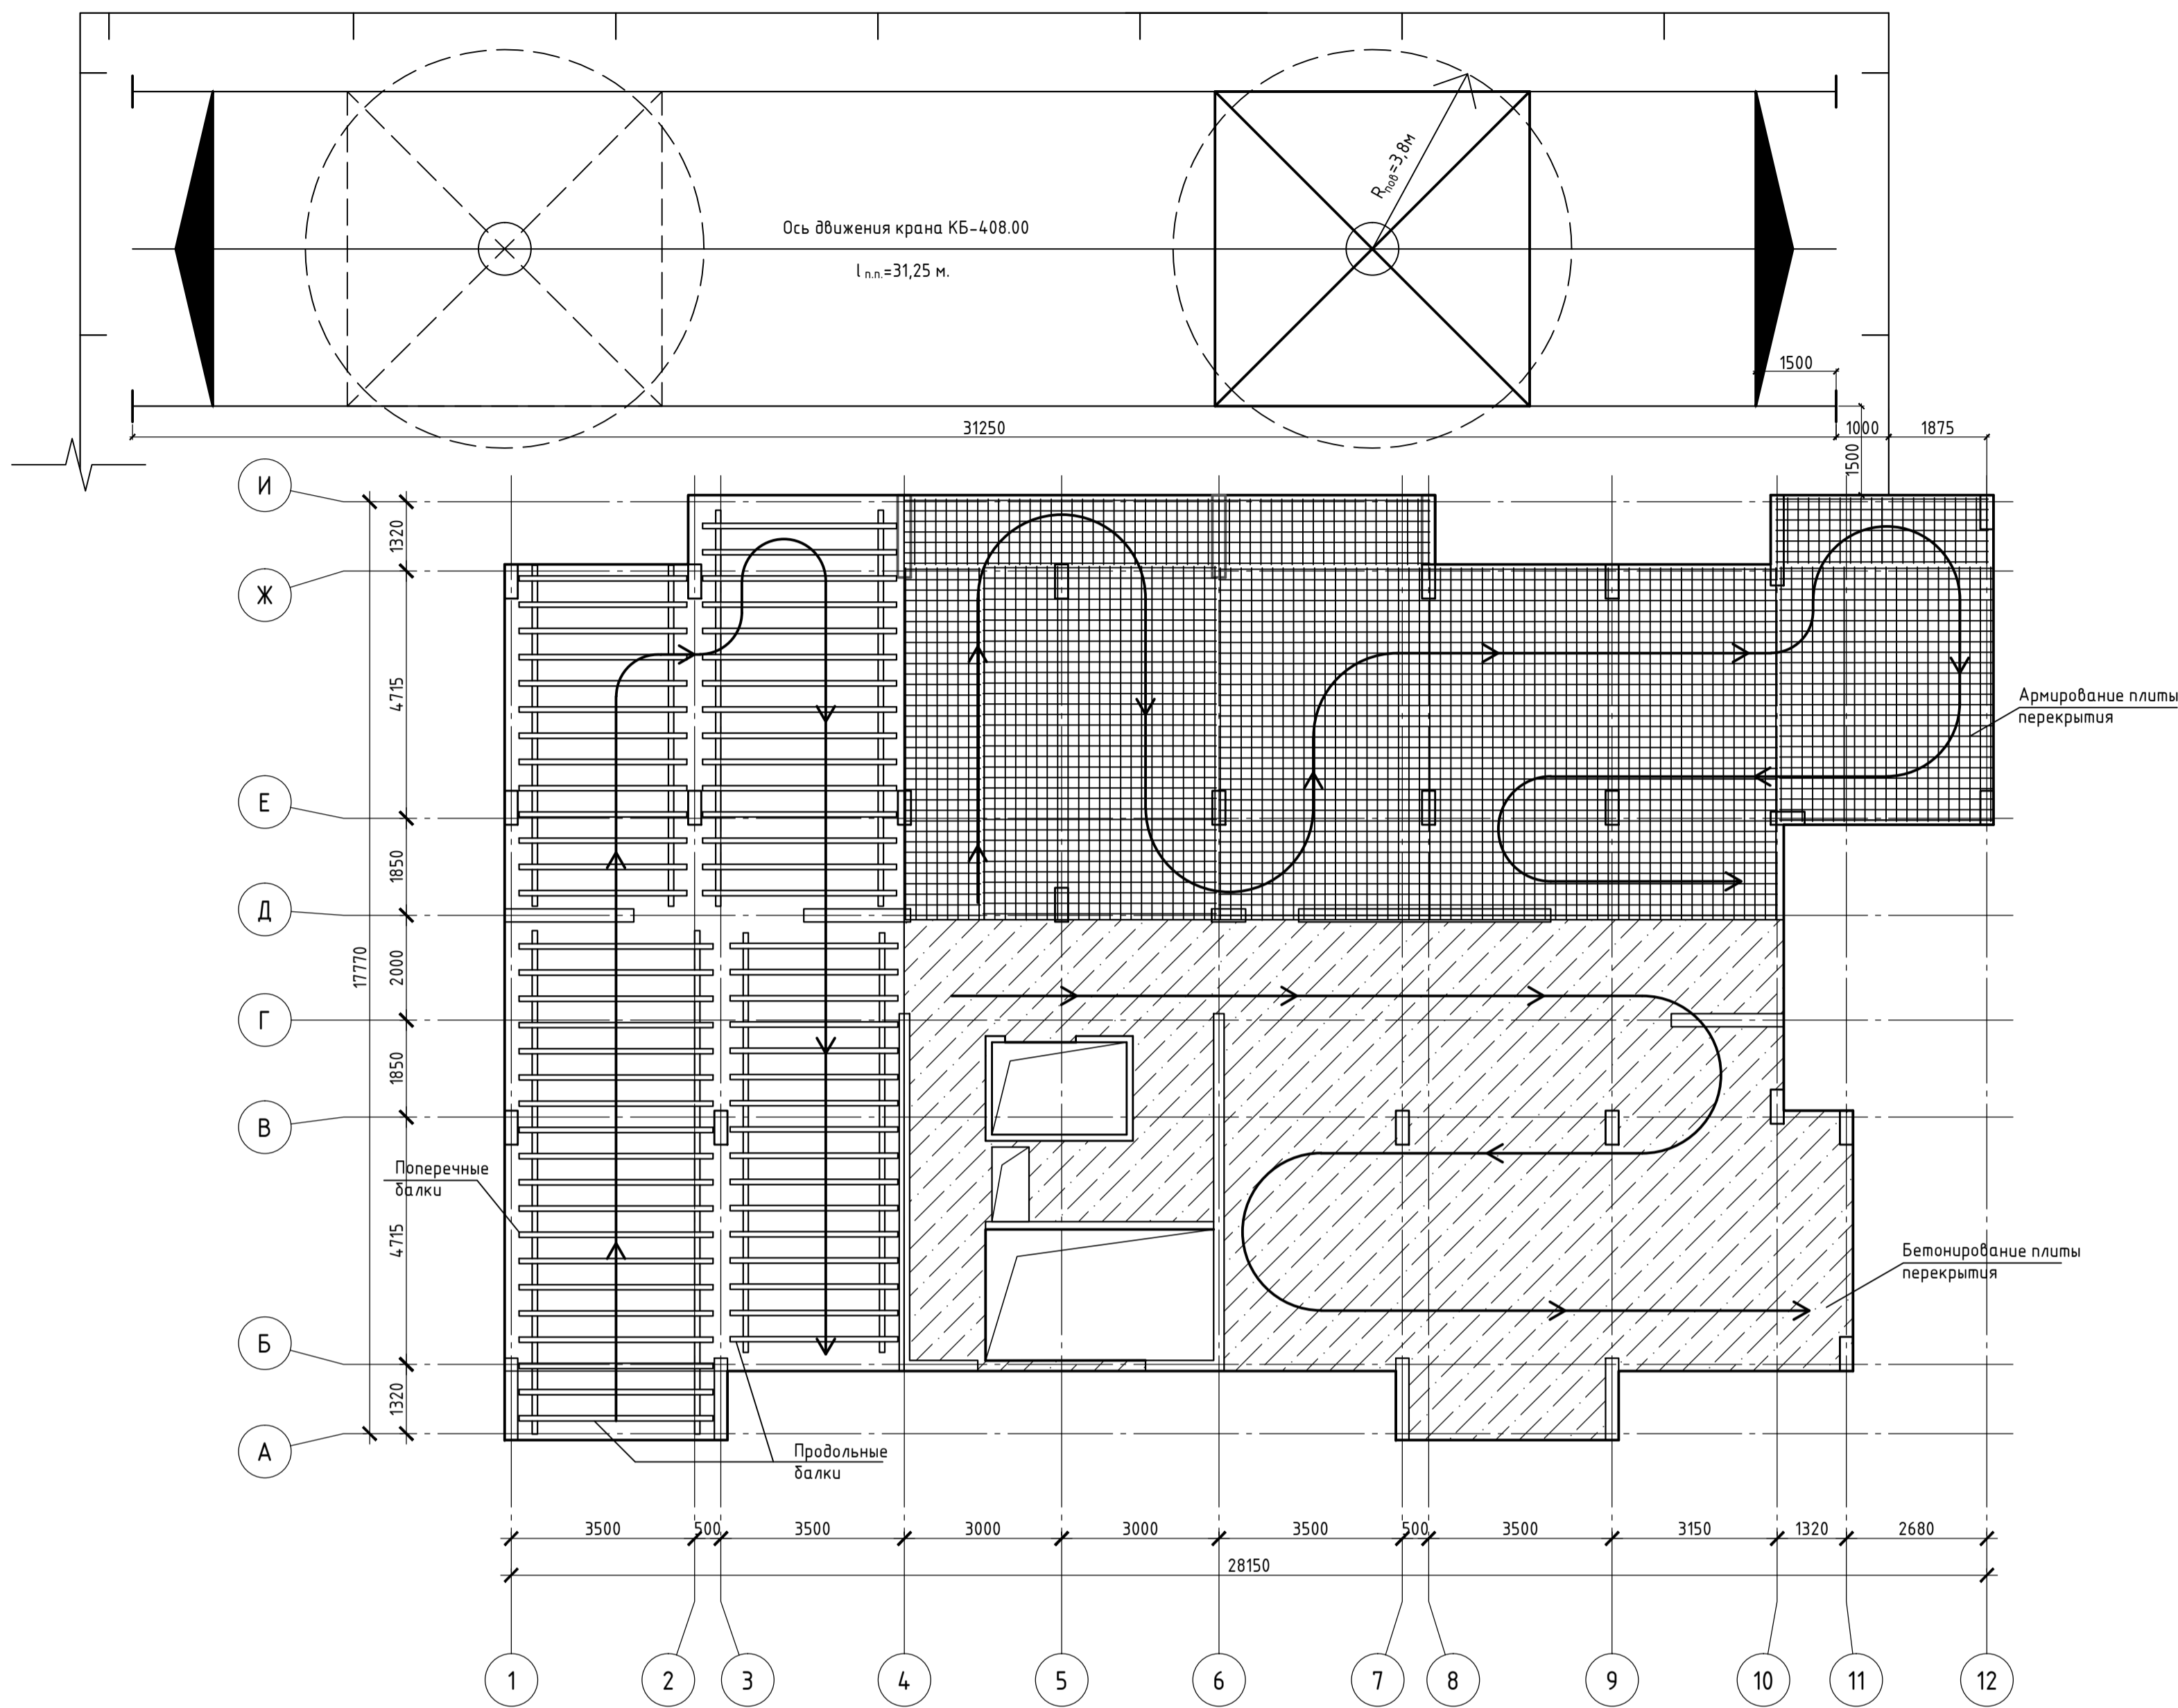 Rпов=3,8м
Ось движения крана КБ-408.00
l п.п.=31,25 м.
1500
31250
1000
1875
1500
И
Ж
Е
Д
Г
В
Б
А
1320
4715
1850
2000
1850
4715
1320
17770
Армирование плиты
перекрытия
Поперечные
балки
Бетонирование плиты
перекрытия
Продольные
балки
3500
500
3500
3000
3000
3500
500
3500
3150
1320
2680
28150
1
2
3
4
5
6
7
8
9
10
11
12